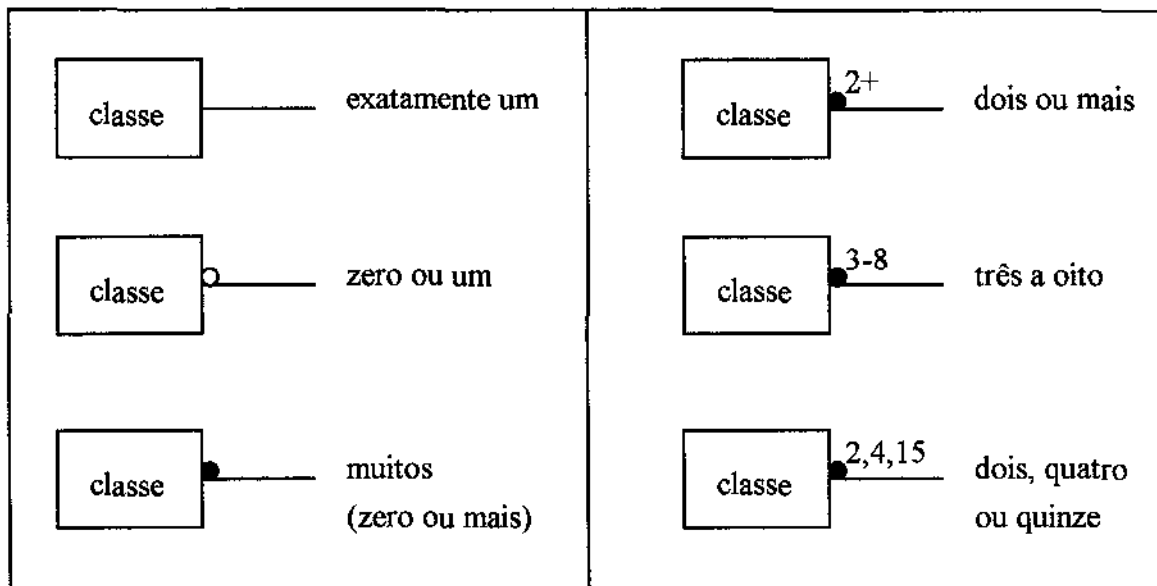 classe
exatamente um
classe
zero ou um
classe
muitos
(zero ou mais)
classe
2+
dois ou mais
classe
3-8
três a oito
classe
2,4,15
dois, quatro
ou quinze